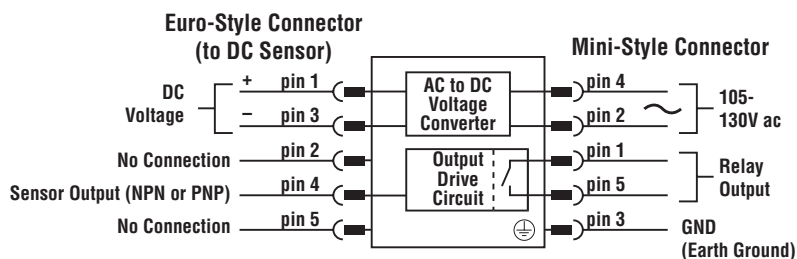 Euro-Style Connector
(to DC Sensor)
Mini-Style Connector
DC
Voltage
+ pin 1
– pin 3
No Connection pin 2
Sensor Output (NPN or PNP) pin 4
No Connection pin 5
AC to DC
Voltage
Converter
Output
Drive
Circuit
pin 4
pin 2
105-
130V ac
pin 1
pin 5
Relay
Output
pin 3
GND
(Earth Ground)